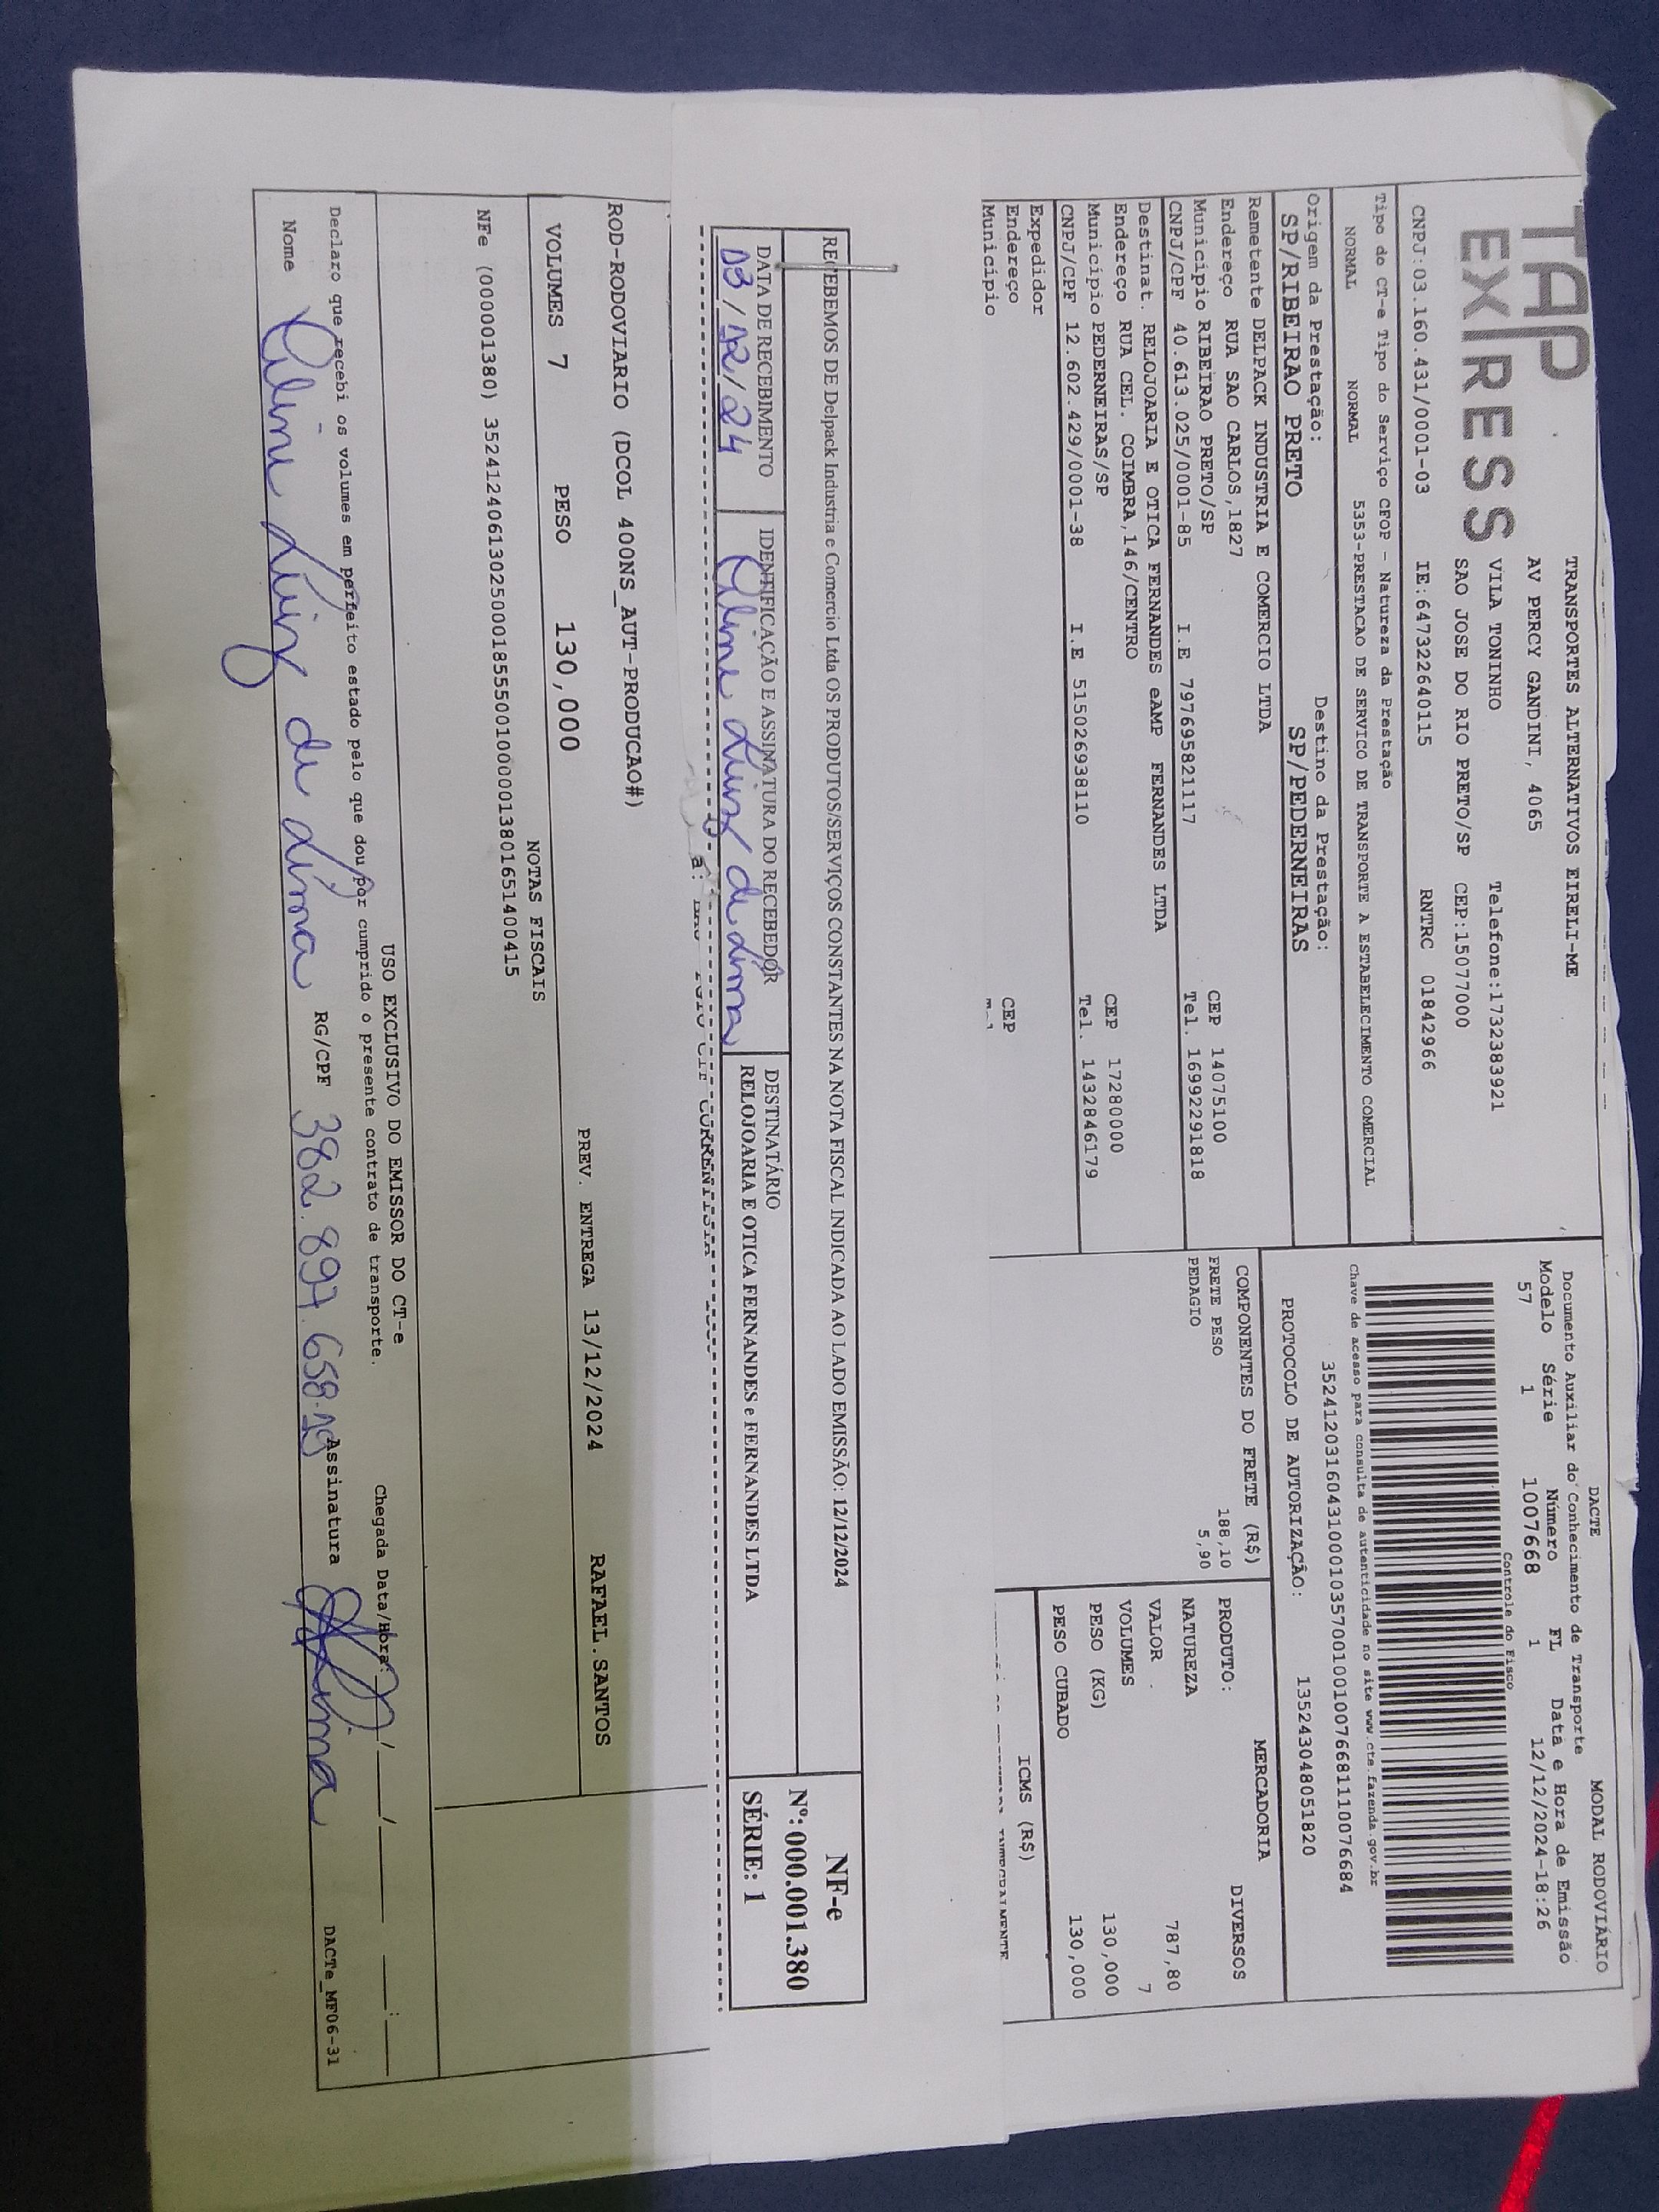 TAP
EXPRESS
TRANSPORTES ALTERNATIVOS EIRELI-ME
AV PERCY GANDINI, 4065
VILA TONINHO Telefone:1732383921
SAO JOSE DO RIO PRETO/SP CEP:15077000
CNPJ:03.160.431/0001-03 IE:647322640115 RNTRC 01842966
Tipo do CT-e Tipo do Serviço CFOP - Natureza da Prestação
NORMAL NORMAL 5353-PRESTACAO DE SERVICO DE TRANSPORTE A ESTABELECIMENTO COMERCIAL
Origem da Prestação: Destino da Prestação:
SP/RIBEIRAO PRETO SP/PEDERNEIRAS
Remetente DELPACK INDUSTRIA E COMERCIO LTDA
Endereço RUA SAO CARLOS,1827 CEP 14075100
Municipio RIBEIRAO PRETO/SP Tel. 16992291818
CNPJ/CPF 40.613.025/0001-85 I.E 797695821117
Destinat. RELOJOARIA E OTICA FERNANDES eAMP FERNANDES LTDA
Endereço RUA CEL. COIMBRA,146/CENTRO CEP 17280000
Municipio PEDERNEIRAS/SP Tel. 1432846179
CNPJ/CPF 12.602.429/0001-38 I.E 515026938110
Expedidor
Endereço CEP
Municipio
DACTE MODAL RODOVIÁRIO
Documento Auxiliar do Conhecimento de Transporte
Modelo Série Número FL Data e Hora de Emissão
57 1 1007668 1 12/12/2024-18:26
Controle do Fisco
Chave de acesso para consulta de autenticidade no site www.cte.fazenda.gov.br
35241203160431000103570010010076681110076684
PROTOCOLO DE AUTORIZAÇÃO: 135243048051820
COMPONENTES DO FRETE (R$)
FRETE PESO 188,10
PEDAGIO 5,90
MERCADORIA
PRODUTO: DIVERSOS
NATUREZA
VALOR 787,80
VOLUMES 7
PESO (KG) 130,000
PESO CUBADO 130,000
ICMS (R$)
RECEBEMOS DE Delpack Industria e Comercio Ltda OS PRODUTOS/SERVIÇOS CONSTANTES NA NOTA FISCAL INDICADA AO LADO EMISSÃO: 12/12/2024
DATA DE RECEBIMENTO IDENTIFICAÇÃO E ASSINATURA DO RECEBEDOR DESTINATÁRIO
/12/24 Aline Luiz de Lima RELOJOARIA E OTICA FERNANDES e FERNANDES LTDA
NF-e
Nº: 000.001.380
SÉRIE: 1
ROD-RODOVIARIO (DCOL 400NS_AUT-PRODUCAO#)
VOLUMES 7 PESO 130,000 PREV. ENTREGA 13/12/2024 RAFAEL.SANTOS
NOTAS FISCAIS
NFe (000001380) 35241240613025000185550010000013801651400415
USO EXCLUSIVO DO EMISSOR DO CT-e
Declaro que recebi os volumes em perfeito estado pelo que dou por cumprido o presente contrato de transporte. Chegada Data/Hora: / / :
Nome Aline Luiz de Lima RG/CPF 382.897.658- Assinatura DACTe_MF06-31